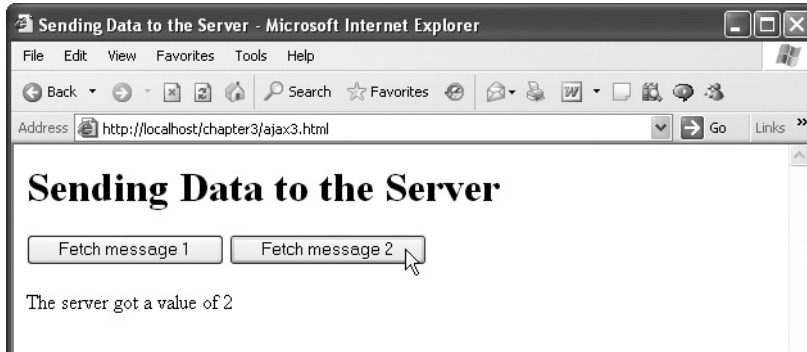 Sending Data to the Server - Microsoft Internet Explorer
File Edit View Favorites Tools Help
Back Search Favorites W
Address http://localhost/chapter3/ajax3.html Go Links »
Sending Data to the Server
Fetch message 1 Fetch message 2
The server got a value of 2